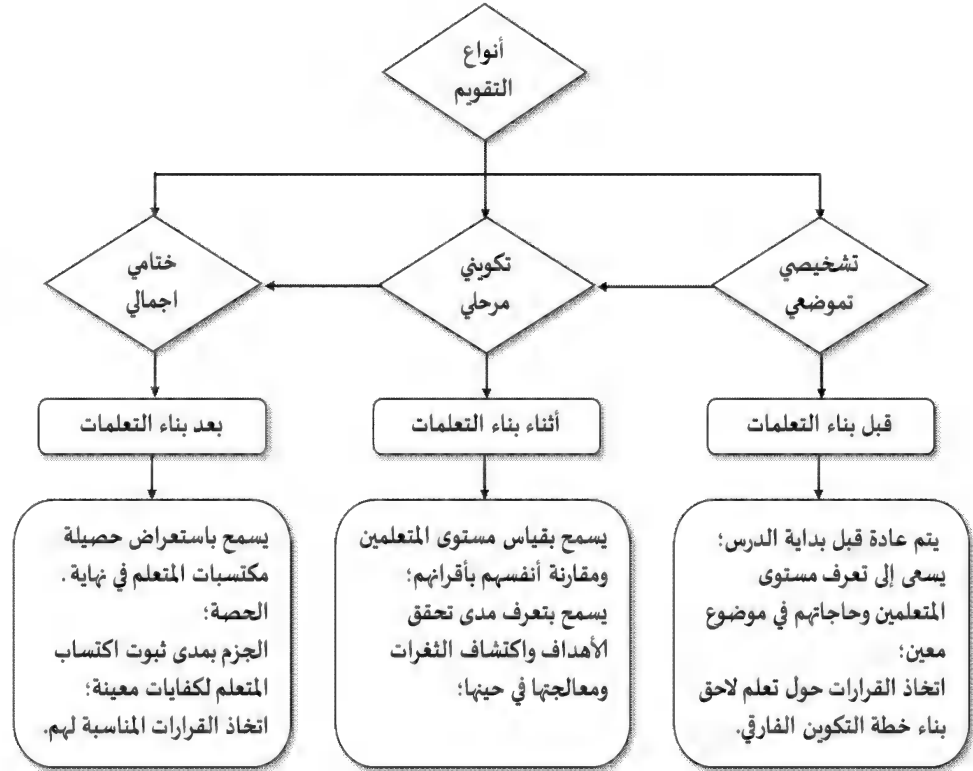 أنواع
التقويم
تشخيصي
تموضعي
تكويني
مرحلي
ختامي
اجمالي
قبل بناء التعلمات
أثناء بناء التعلمات
بعد بناء التعلمات
يتم عادة قبل بداية الدرس؛
يسعى إلى تعرف مستوى
المتعلمين وحاجاتهم في موضوع
معين؛
اتخاذ القرارات حول تعلم لاحق
بناء خطة التكوين الفارقي.
يسمح بقياس مستوى المتعلمين
ومقارنة أنفسهم بأقرانهم؛
يسمح بتعرف مدى تحقق
الأهداف واكتشاف الثغرات
ومعالجتها في حينها؛
يسمح باستعراض حصيلة
مكتسبات المتعلم في نهاية .
الحصة؛
الجزم بمدى ثبوت اكتساب
المتعلم لكفايات معينة؛
اتخاذ القرارات المناسبة لهم.